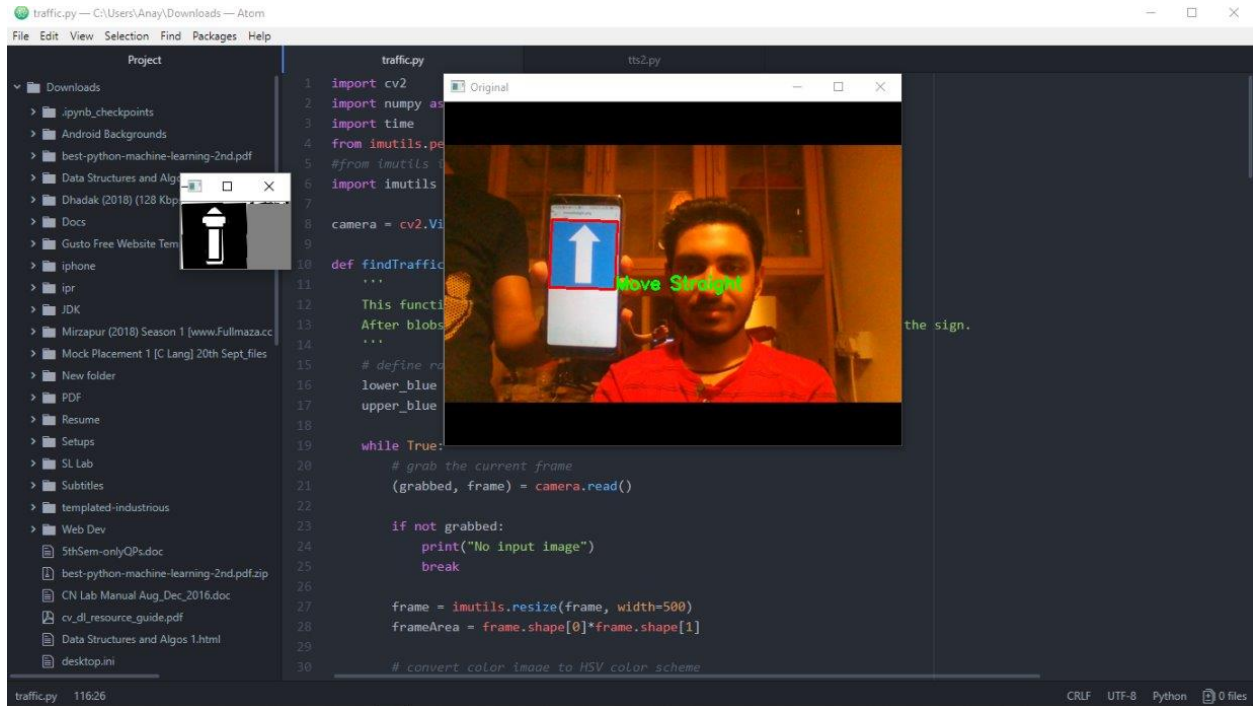 traffic.py — C:\Users\Anay\Downloads — Atom
File Edit View Selection Find Packages Help
Project
Downloads
.ipynb_checkpoints
Android Backgrounds
best-python-machine-learning-2nd.pdf
Data Structures and Algo
Dhadak (2018) (128 Kbp
Docs
Gusto Free Website Tem
iphone
ipr
JDK
Mirzapur (2018) Season 1 [www.Fullmaza.cc
Mock Placement 1 [C Lang] 20th Sept_files
New folder
PDF
Resume
Setups
SL Lab
Subtitles
templated-industrious
Web Dev
5thSem-onlyQPs.doc
best-python-machine-learning-2nd.pdf.zip
CN Lab Manual Aug_Dec_2016.doc
cv_dl_resource_guide.pdf
Data Structures and Algos 1.html
desktop.ini
traffic.py
tts2.py
1 import cv2
2 import numpy as
3 import time
4 from imutils.pe
5 #from imutils
6 import imutils
7
8 camera = cv2.Vi
9
10 def findTraffic
11 '''
12 This functi
13 After blobs the sign.
14 '''
15 # define ra
16 lower_blue
17 upper_blue
18
19 while True:
20 # grab the current frame
21 (grabbed, frame) = camera.read()
22
23 if not grabbed:
24 print("No input image")
25 break
26
27 frame = imutils.resize(frame, width=500)
28 frameArea = frame.shape[0]*frame.shape[1]
29
30 # convert color image to HSV color scheme
Original
Move Straight
traffic.py 116:26
CRLF UTF-8 Python 0 files